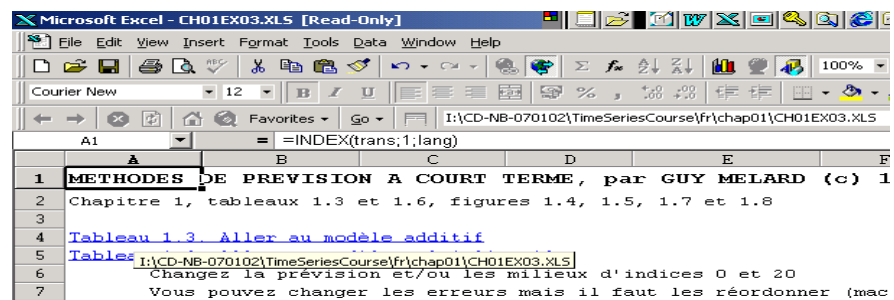 Microsoft Excel - CH01EX03.XLS [Read-Only]
File Edit View Insert Format Tools Data Window Help
100%
Courier New 12 B I U % ,
Favorites Go I:\CD-NB-070102\TimeSeriesCourse\fr\chap01\CH01EX03.XLS
A1 = =INDEX(trans;1;lang)
A B C D E F
1 METHODES DE PREVISION A COURT TERME, par GUY MELARD (c) 1
2 Chapitre 1, tableaux 1.3 et 1.6, figures 1.4, 1.5, 1.7 et 1.8
3
4 Tableau 1.3. Aller au modèle additif
5 Tablea
I:\CD-NB-070102\TimeSeriesCourse\fr\chap01\CH01EX03.XLS
6 Changez la prévision et/ou les milieux d'indices 0 et 20
7 Vous pouvez changer les erreurs mais il faut les réordonner (mac